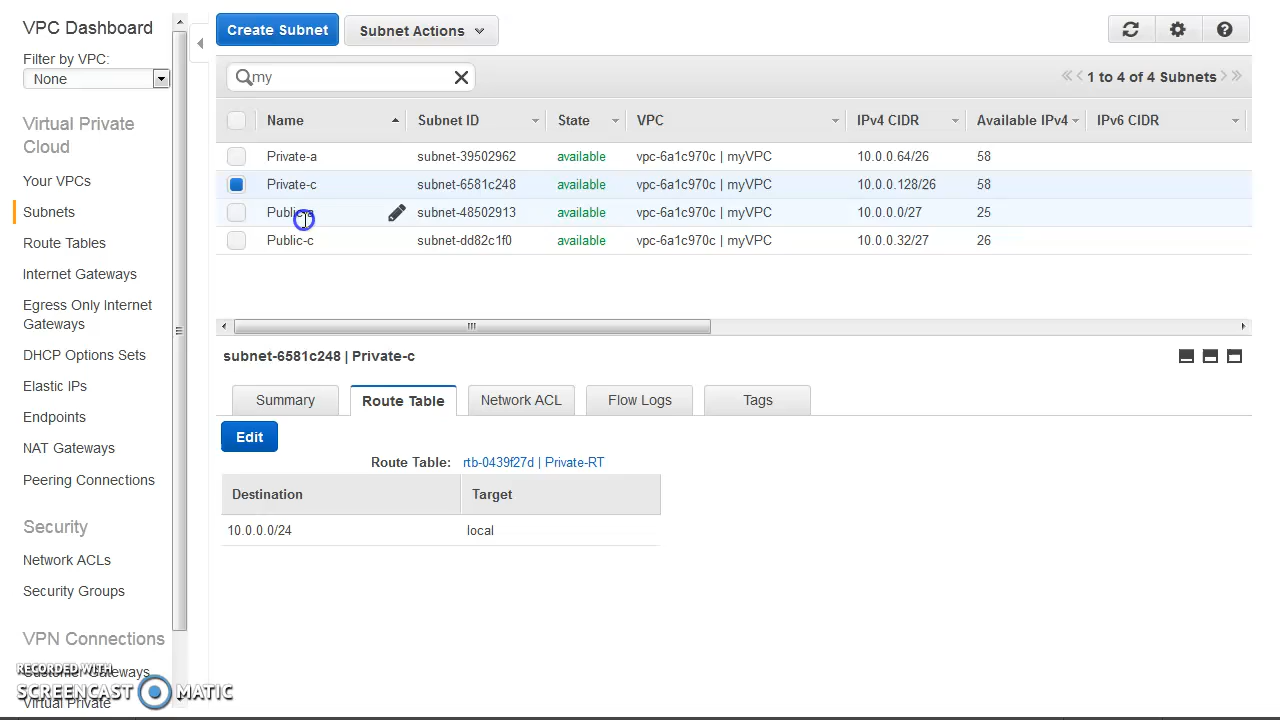 VPC Dashboard
Filter by VPC:
None
Virtual Private
Cloud
Your VPCs
Subnets
Route Tables
Internet Gateways
Egress Only Internet
Gateways
DHCP Options Sets
Elastic IPs
Endpoints
NAT Gateways
Peering Connections
Security
Network ACLs
Security Groups
VPN Connections
Customer Gateways
Virtual Private
RECORDED WITH
SCREENCAST MATIC
Create Subnet Subnet Actions
my
1 to 4 of 4 Subnets
Name Subnet ID State VPC IPv4 CIDR Available IPv4 IPv6 CIDR
Private-a subnet-39502962 available vpc-6a1c970c | myVPC 10.0.0.64/26 58
Private-c subnet-6581c248 available vpc-6a1c970c | myVPC 10.0.0.128/26 58
Public-a subnet-48502913 available vpc-6a1c970c | myVPC 10.0.0.0/27 25
Public-c subnet-dd82c1f0 available vpc-6a1c970c | myVPC 10.0.0.32/27 26
subnet-6581c248 | Private-c
Summary Route Table Network ACL Flow Logs Tags
Edit
Route Table: rtb-0439f27d | Private-RT
Destination Target
10.0.0.0/24 local